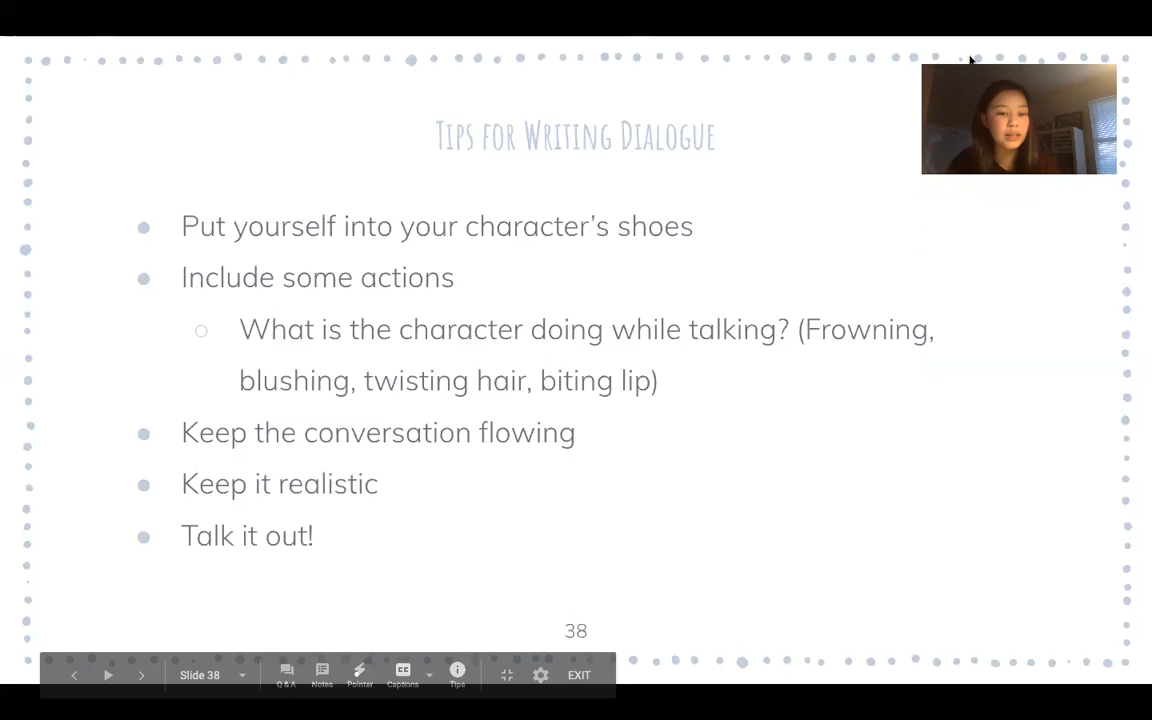 Tips for Writing Dialogue
Put yourself into your character's shoes
Include some actions
What is the character doing while talking? (Frowning,
blushing, twisting hair, biting lip)
Keep the conversation flowing
Keep it realistic
Talk it out!
38
Slide 38
Q & A
Notes
Pointer
CC
Captions
Tips
EXIT